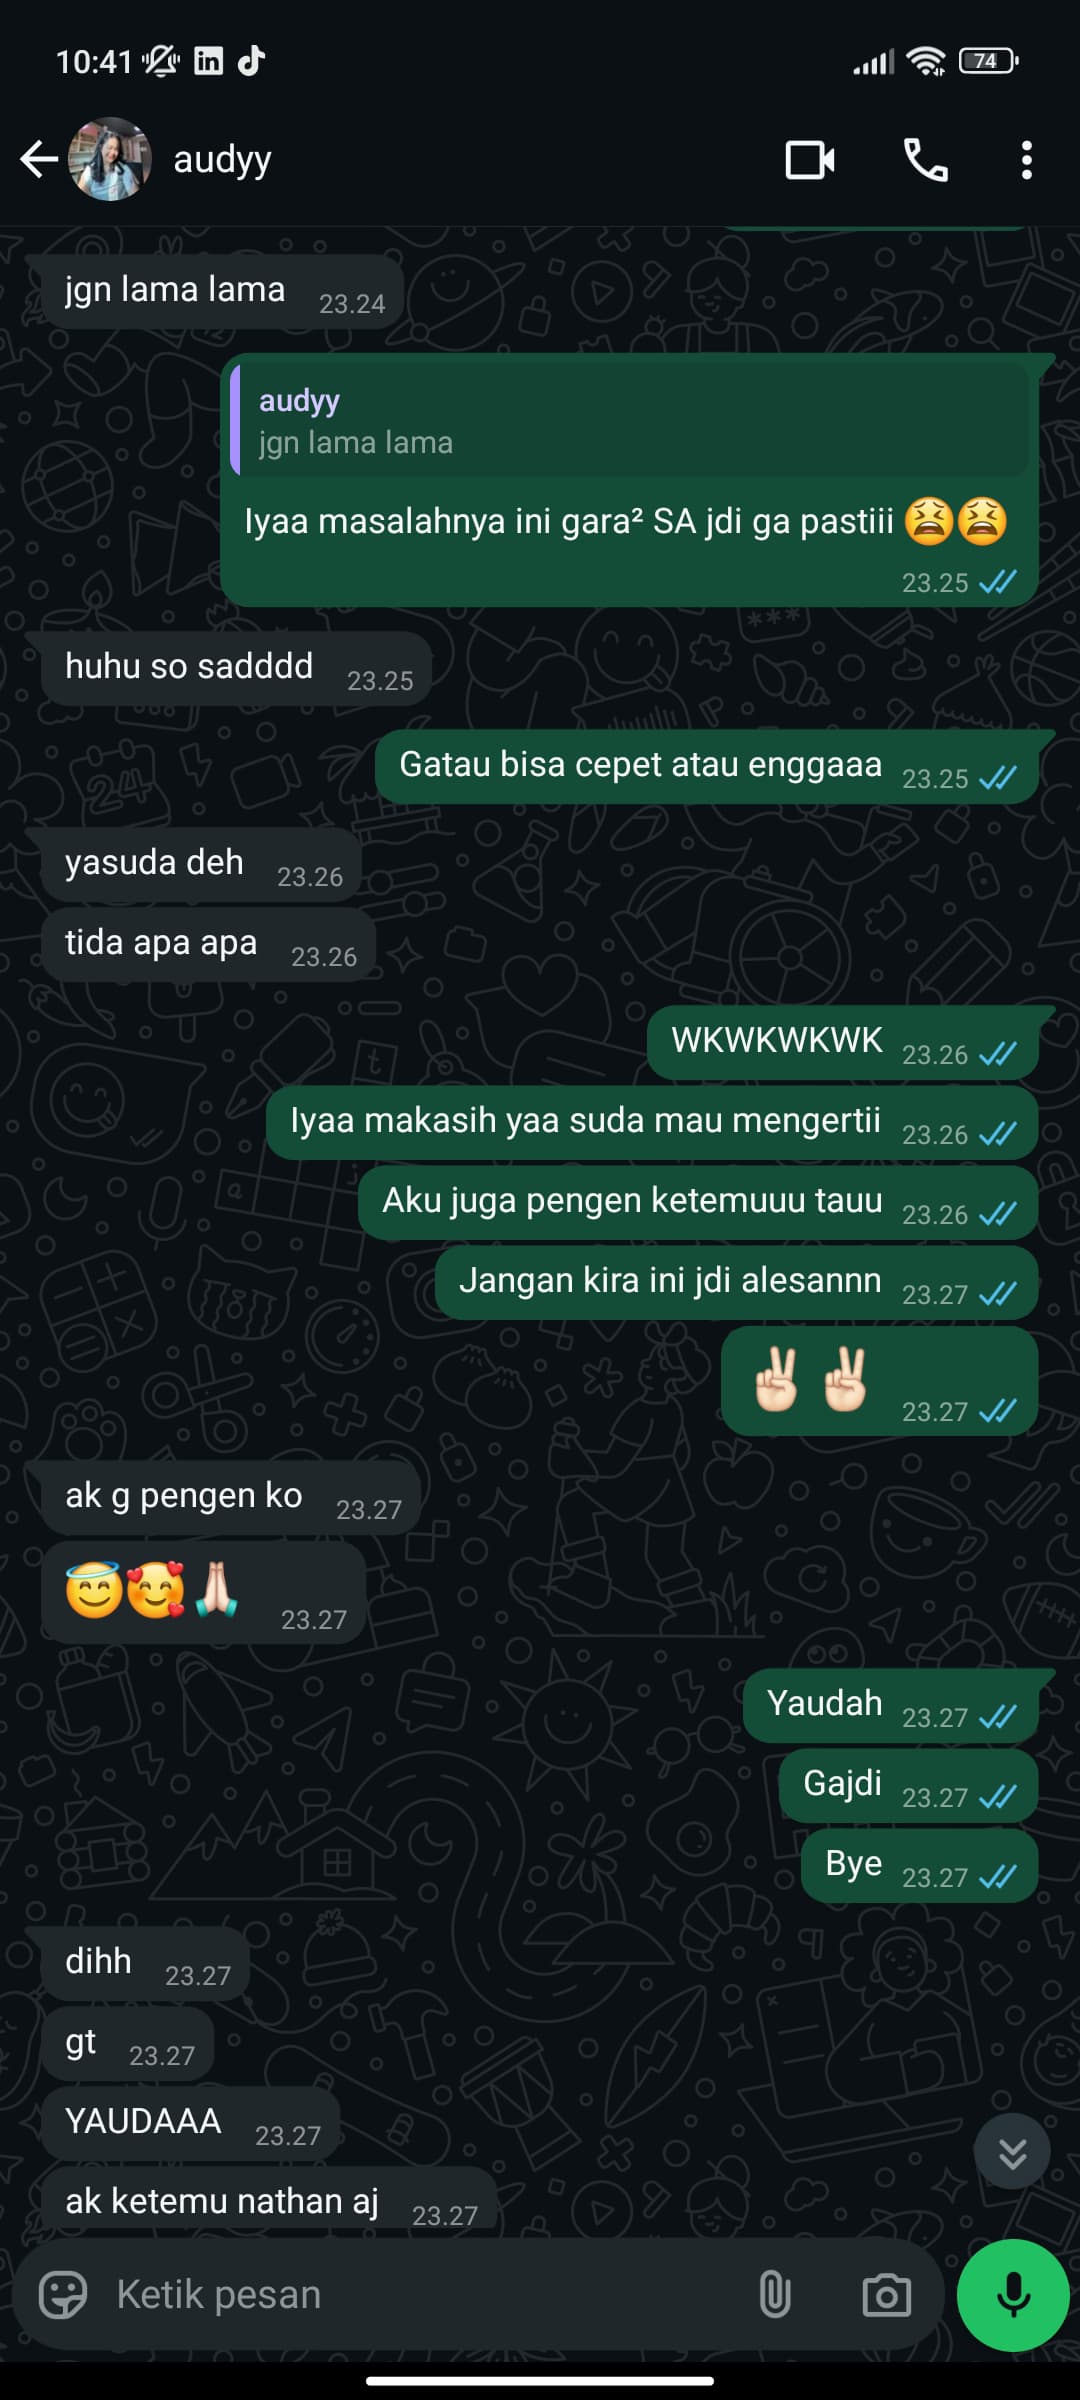 10:41
74
audyy
jgn lama lama 23.24
audyy
jgn lama lama
Iyaa masalahnya ini gara² SA jdi ga pastiii 😫😫
23.25
huhu so sadddd 23.25
Gatau bisa cepet atau enggaaa 23.25
yasuda deh 23.26
tida apa apa 23.26
WKWKWKWK 23.26
Iyaa makasih yaa suda mau mengertii 23.26
Aku juga pengen ketemuuu tauu 23.26
Jangan kira ini jdi alesannn 23.27
✌🏻✌🏻 23.27
ak g pengen ko 23.27
😇🥰🙏🏻 23.27
Yaudah 23.27
Gajdi 23.27
Bye 23.27
dihh 23.27
gt 23.27
YAUDAAA 23.27
ak ketemu nathan aj 23.27
Ketik pesan